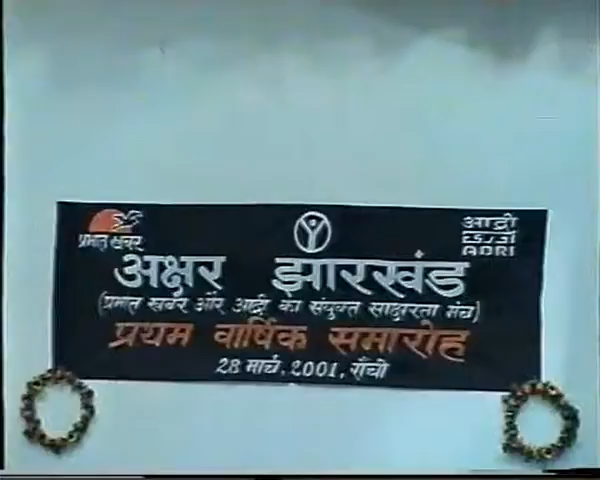 प्रभात खबर
आद्री
ADRI
अक्षर झारखंड
(प्रभात खबर और आद्री का संयुक्त साक्षरता मंच)
प्रथम वार्षिक समारोह
28 मार्च, 2001, राँची